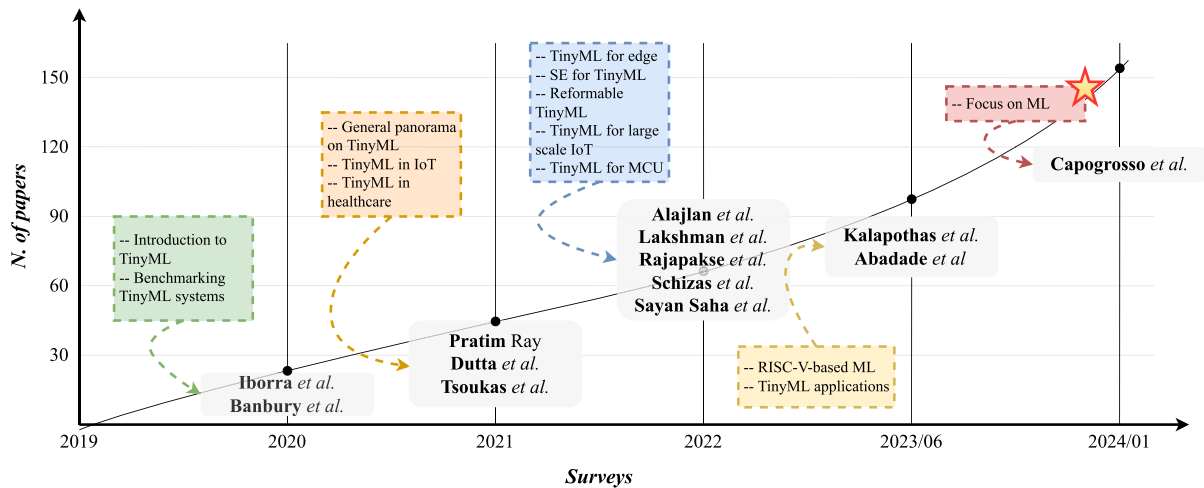 N. of papers
150
120
90
60
30
-- Introduction to
TinyML
-- Benchmarking
TinyML systems
-- General panorama
on TinyML
-- TinyML in IoT
-- TinyML in
healthcare
-- TinyML for edge
-- SE for TinyML
-- Reformable
TinyML
-- TinyML for large
scale IoT
-- TinyML for MCU
-- RISC-V-based ML
-- TinyML applications
-- Focus on ML
Iborra et al.
Banbury et al.
Pratim Ray
Dutta et al.
Tsoukas et al.
Alajlan et al.
Lakshman et al.
Rajapakse et al.
Schizas et al.
Sayan Saha et al.
Kalapothas et al.
Abadade et al
Capogrosso et al.
2019
2020
2021
2022
2023/06
2024/01
Surveys